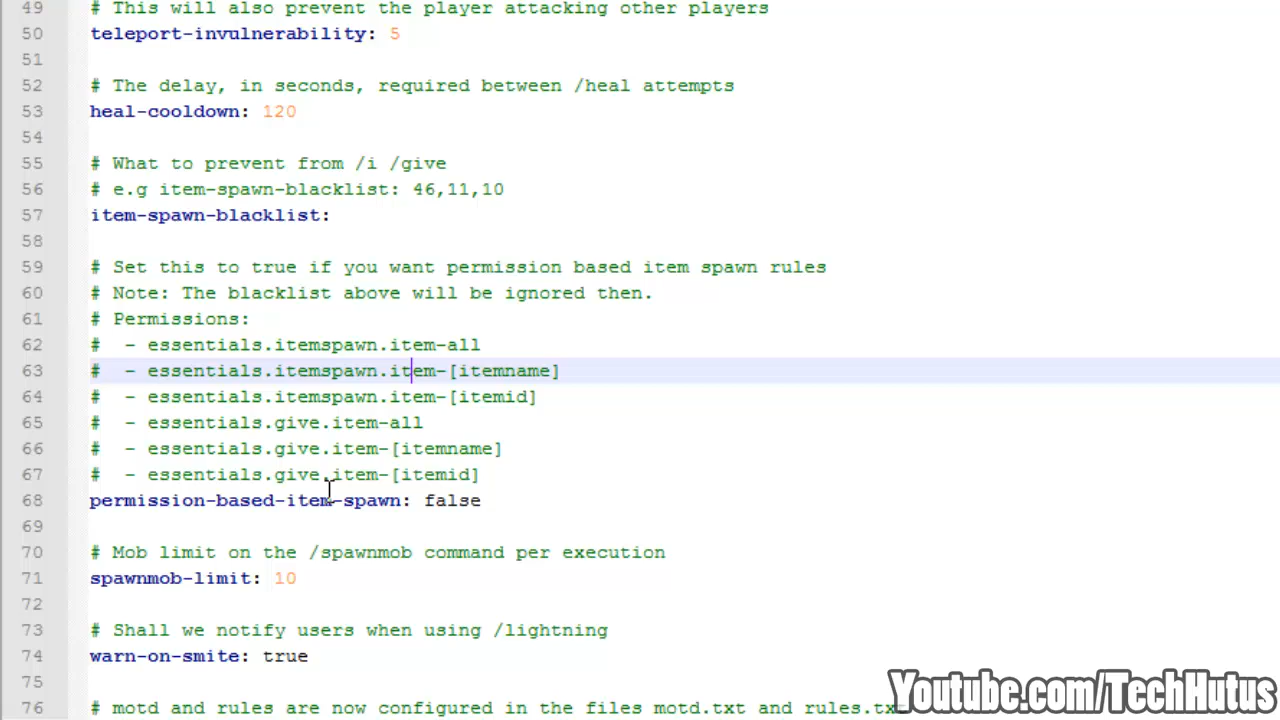 49 # This will also prevent the player attacking other players
50 teleport-invulnerability: 5
51
52 # The delay, in seconds, required between /heal attempts
53 heal-cooldown: 120
54
55 # What to prevent from /i /give
56 # e.g item-spawn-blacklist: 46,11,10
57 item-spawn-blacklist:
58
59 # Set this to true if you want permission based item spawn rules
60 # Note: The blacklist above will be ignored then.
61 # Permissions:
62 #  - essentials.itemspawn.item-all
63 #  - essentials.itemspawn.item-[itemname]
64 #  - essentials.itemspawn.item-[itemid]
65 #  - essentials.give.item-all
66 #  - essentials.give.item-[itemname]
67 #  - essentials.give.item-[itemid]
68 permission-based-item-spawn: false
69
70 # Mob limit on the /spawnmob command per execution
71 spawnmob-limit: 10
72
73 # Shall we notify users when using /lightning
74 warn-on-smite: true
75
76 # motd and rules are now configured in the files motd.txt and rules.txt
Youtube.com/TechHutus